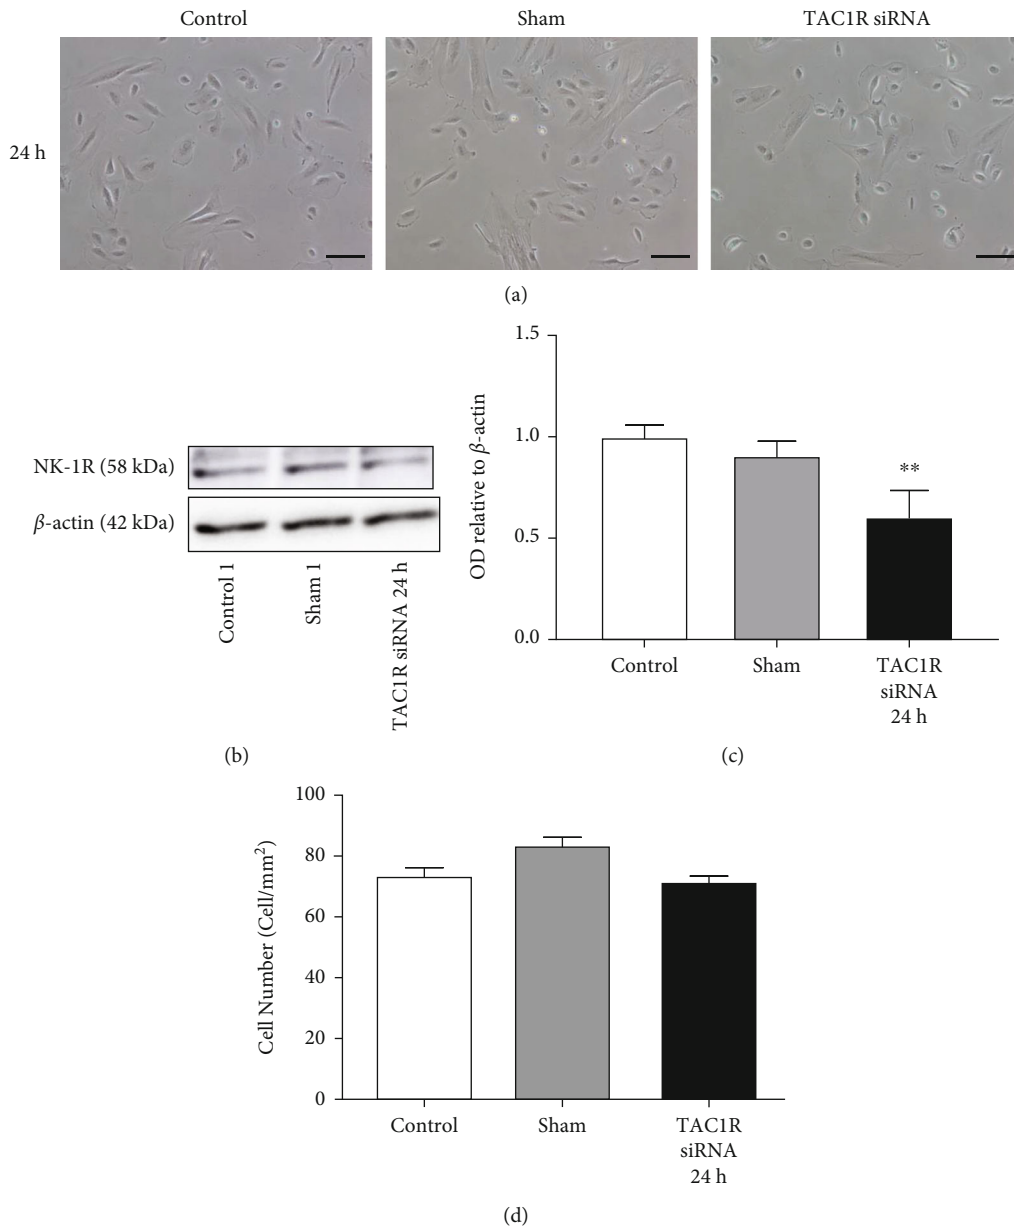 Control
Sham
TAC1R siRNA
24 h
(a)
NK-1R (58 kDa)
β-actin (42 kDa)
Control 1
Sham 1
TAC1R siRNA 24 h
(b)
OD relative to β-actin
1.5
1.0
0.5
0.0
**
Control
Sham
TAC1R
siRNA
24 h
(c)
Cell Number (Cell/mm²)
100
80
60
40
20
0
Control
Sham
TAC1R
siRNA
24 h
(d)